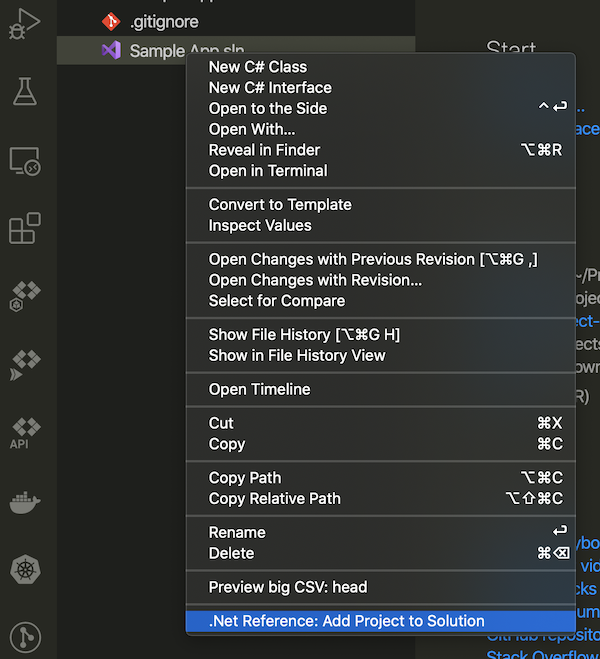 .gitignore
Sample App.sln
Start
New C# Class
New C# Interface
Open to the Side ^↩
Open With...
Reveal in Finder ⌥⌘R
Open in Terminal
Convert to Template
Inspect Values
Open Changes with Previous Revision [⌥⌘G ,]
Open Changes with Revision...
Select for Compare
Show File History [⌥⌘G H]
Show in File History View
Open Timeline
Cut ⌘X
Copy ⌘C
Copy Path ⌥⌘C
Copy Relative Path ⌥⇧⌘C
Rename ↩
Delete ⌘⌫
Preview big CSV: head
.Net Reference: Add Project to Solution
API
GitHub reposito
Stack Overflow